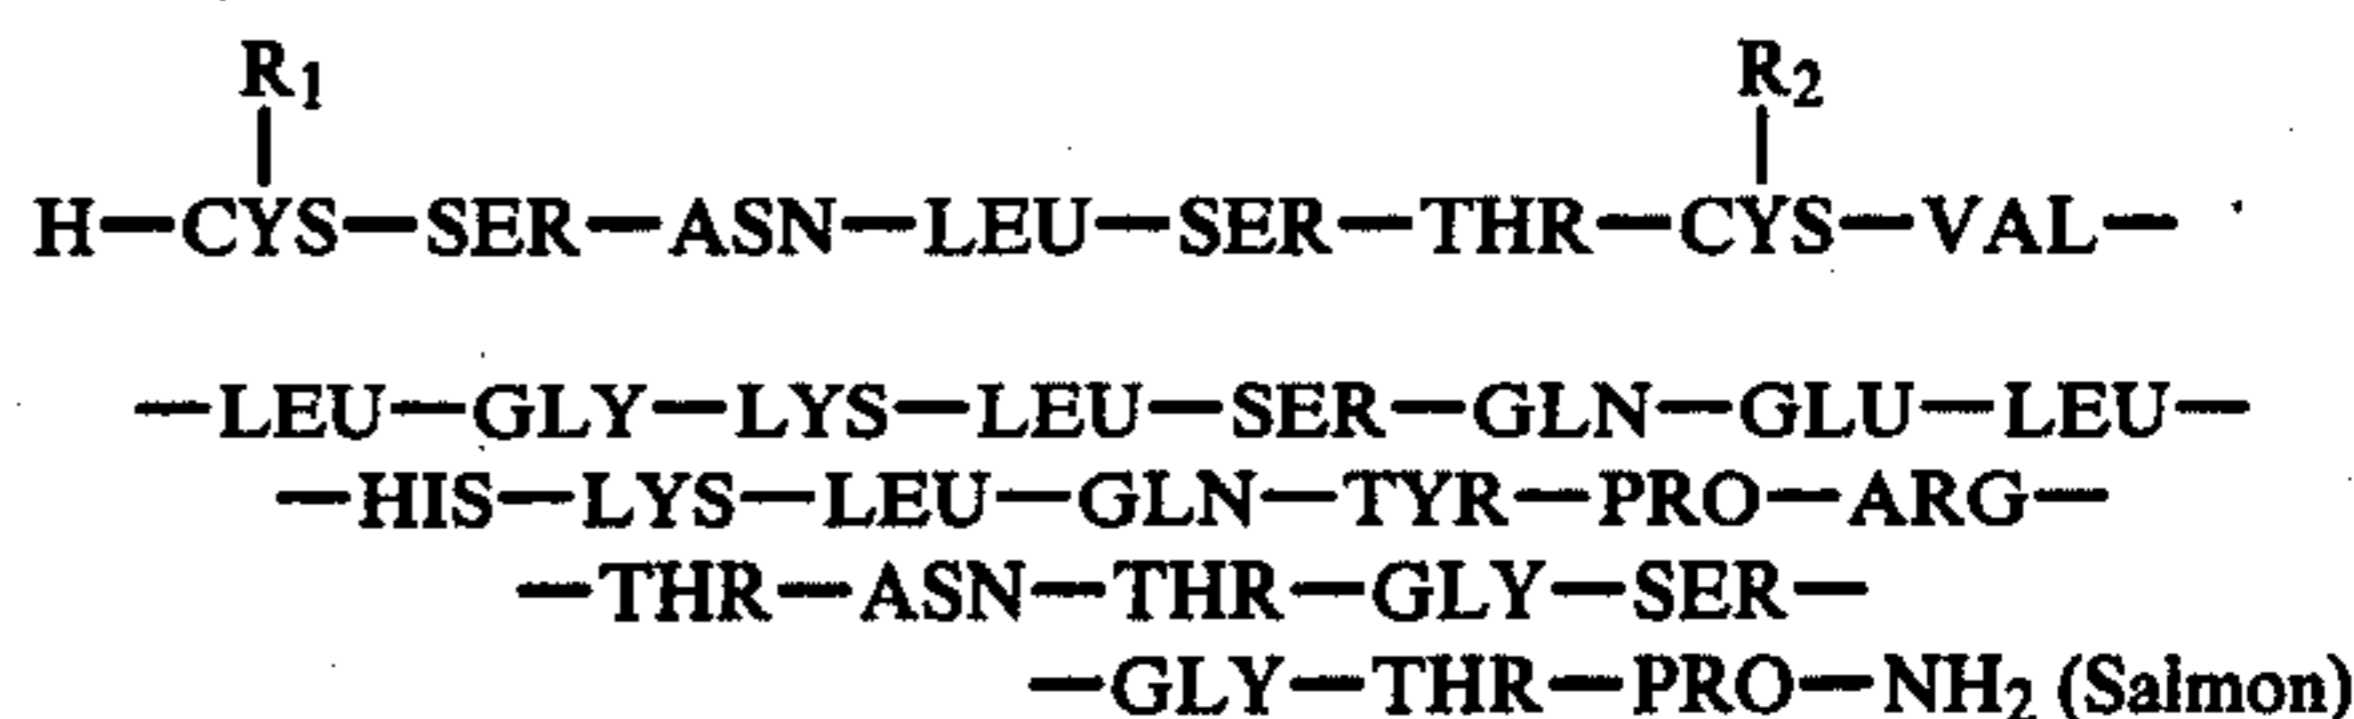 R1 R2
H—CYS—SER—ASN—LEU—SER—THR—CYS—VAL—
—LEU—GLY—LYS—LEU—SER—GLN—GLU—LEU—
—HIS—LYS—LEU—GLN—TYR—PRO—ARG—
—THR—ASN—THR—GLY—SER—
—GLY—THR—PRO—NH2 (Salmon)